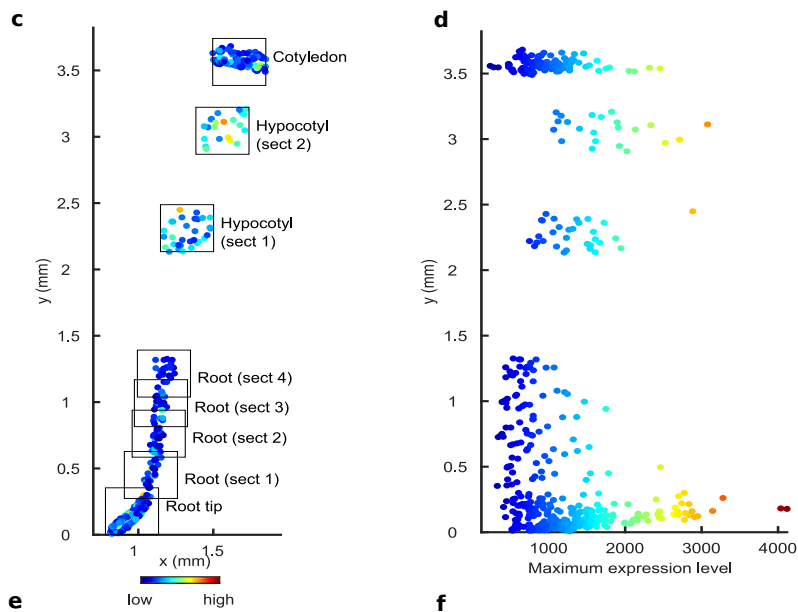 c
3.5
3
2.5
2
1.5
1
0.5
0
y (mm)
Cotyledon
Hypocotyl
(sect 2)
Hypocotyl
(sect 1)
Root (sect 4)
Root (sect 3)
Root (sect 2)
Root (sect 1)
Root tip
1
1.5
x (mm)
low
high
d
3.5
3
2.5
2
1.5
1
0.5
0
y (mm)
1000
2000
3000
4000
Maximum expression level
e
f